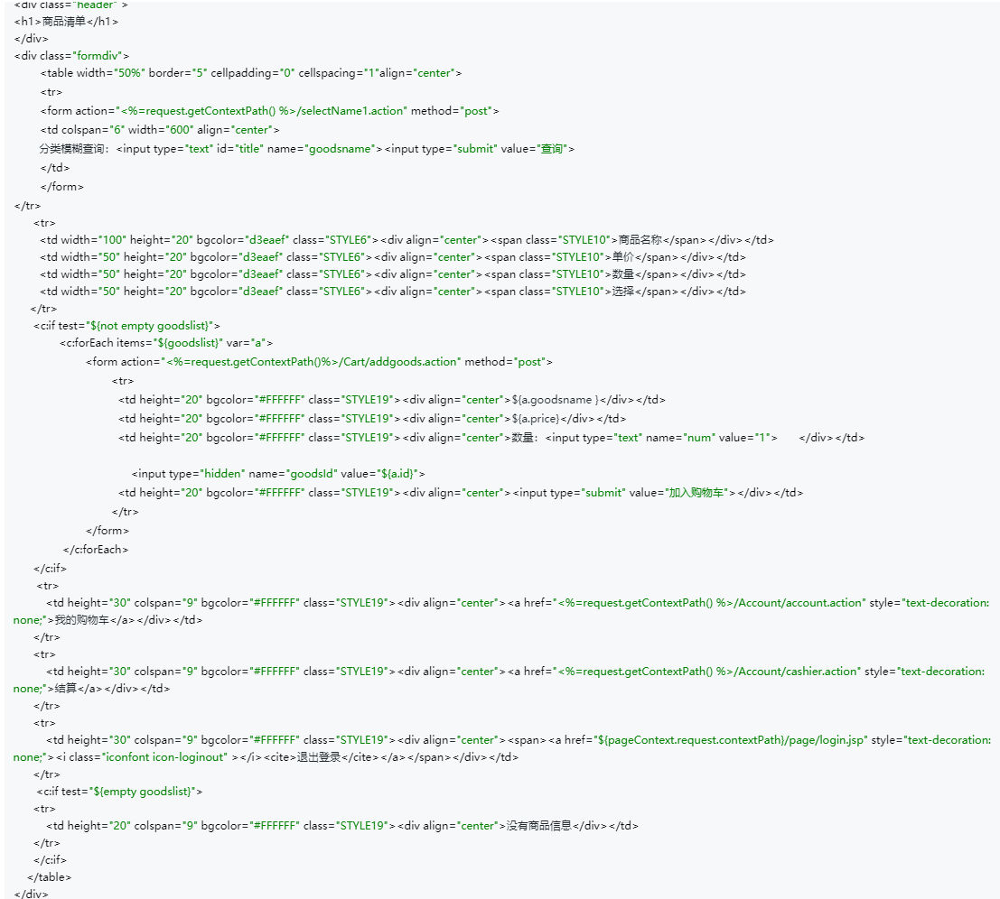 <div class="header" >
<h1>商品清单</h1>
</div>
<div class="formdiv">
<table width="50%" border="5" cellpadding="0" cellspacing="1"align="center">
<tr>
<form action="<%=request.getContextPath() %>/selectName1.action" method="post">
<td colspan="6" width="600" align="center">
分类模糊查询：<input type="text" id="title" name="goodsname"><input type="submit" value="查询">
</td>
</form>
</tr>
<tr>
<td width="100" height="20" bgcolor="d3eaef" class="STYLE6"><div align="center"><span class="STYLE10">商品名称</span></div></td>
<td width="50" height="20" bgcolor="d3eaef" class="STYLE6"><div align="center"><span class="STYLE10">单价</span></div></td>
<td width="50" height="20" bgcolor="d3eaef" class="STYLE6"><div align="center"><span class="STYLE10">数量</span></div></td>
<td width="50" height="20" bgcolor="d3eaef" class="STYLE6"><div align="center"><span class="STYLE10">选择</span></div></td>
</tr>
<c:if test="${not empty goodslist}">
<c:forEach items="${goodslist}" var="a">
<form action="<%=request.getContextPath()%>/Cart/addgoods.action" method="post">
<tr>
<td height="20" bgcolor="#FFFFFF" class="STYLE19"><div align="center">${a.goodsname }</div></td>
<td height="20" bgcolor="#FFFFFF" class="STYLE19"><div align="center">${a.price}</div></td>
<td height="20" bgcolor="#FFFFFF" class="STYLE19"><div align="center">数量：<input type="text" name="num" value="1">      </div></td>
<input type="hidden" name="goodsId" value="${a.id}">
<td height="20" bgcolor="#FFFFFF" class="STYLE19"><div align="center"><input type="submit" value="加入购物车"></div></td>
</tr>
</form>
</c:forEach>
</c:if>
<tr>
<td height="30" colspan="9" bgcolor="#FFFFFF" class="STYLE19"><div align="center"><a href="<%=request.getContextPath() %>/Account/account.action" style="text-decoration:
none;">我的购物车</a></div></td>
</tr>
<tr>
<td height="30" colspan="9" bgcolor="#FFFFFF" class="STYLE19"><div align="center"><a href="<%=request.getContextPath() %>/Account/cashier.action" style="text-decoration:
none;">结算</a></div></td>
</tr>
<tr>
<td height="30" colspan="9" bgcolor="#FFFFFF" class="STYLE19"><div align="center"><span><a href="${pageContext.request.contextPath}/page/login.jsp" style="text-decoration:
none;"><i class="iconfont icon-loginout" ></i><cite>退出登录</cite></a></span></div></td>
</tr>
<c:if test="${empty goodslist}">
<tr>
<td height="20" colspan="9" bgcolor="#FFFFFF" class="STYLE19"><div align="center">没有商品信息</div></td>
</tr>
</c:if>
</table>
</div>